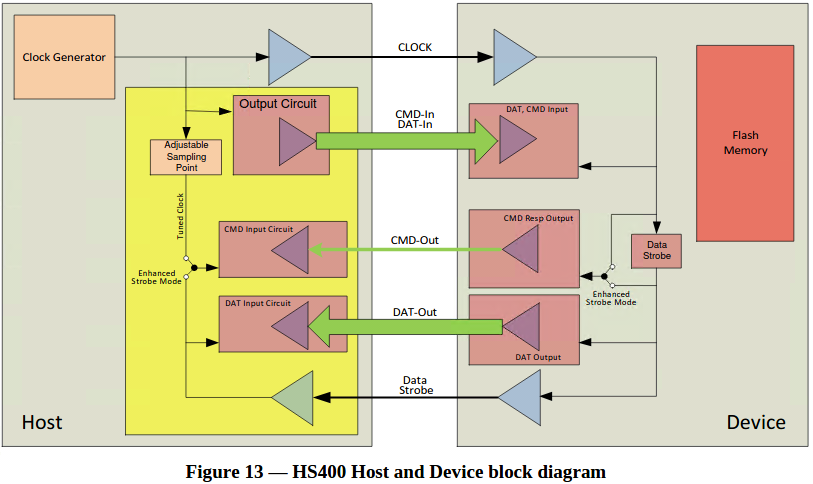 Clock Generator
CLOCK
Output Circuit
CMD-In
DAT-In
DAT, CMD Input
Flash
Memory
Adjustable
Sampling
Point
Tuned Clock
CMD Input Circuit
CMD-Out
CMD Resp Output
Data
Strobe
Enhanced
Strobe Mode
Enhanced
Strobe Mode
DAT Input Circuit
DAT-Out
DAT Output
Data
Strobe
Host
Device
Figure 13 — HS400 Host and Device block diagram